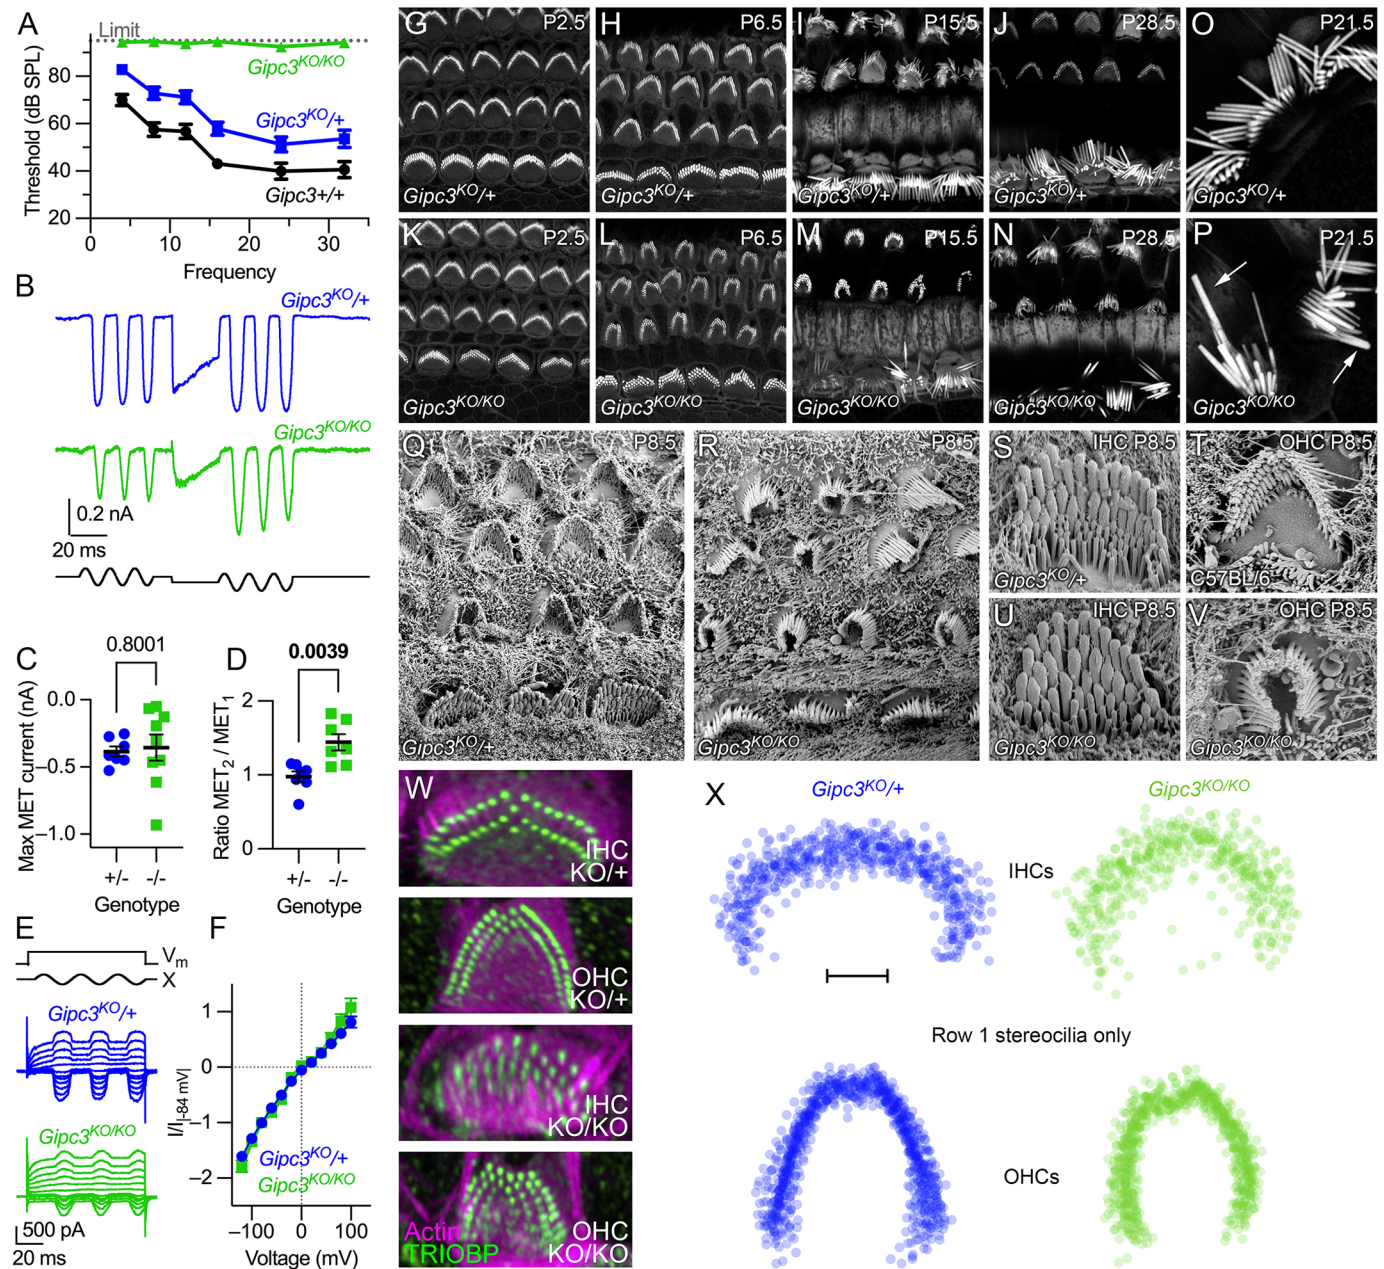 A
Limit
Gipc3KO/KO
Gipc3KO/+
Gipc3+/+
Threshold (dB SPL)
80
60
40
20
0
10
20
30
Frequency
B
Gipc3KO/+
Gipc3KO/KO
0.2 nA
20 ms
C
0.8001
Max MET current (nA)
0.0
−0.5
−1.0
+/-
-/-
Genotype
D
0.0039
Ratio MET2 / MET1
2
1
0
+/-
-/-
Genotype
E
Vm
X
Gipc3KO/+
Gipc3KO/KO
500 pA
20 ms
F
I/I|-84 mV|
1
0
−1
−2
Gipc3KO/+
Gipc3KO/KO
−100
0
100
Voltage (mV)
G
P2.5
Gipc3KO/+
H
P6.5
Gipc3KO/+
I
P15.5
Gipc3KO/+
J
P28.5
Gipc3KO/+
O
P21.5
Gipc3KO/+
K
P2.5
Gipc3KO/KO
L
P6.5
Gipc3KO/KO
M
P15.5
Gipc3KO/KO
N
P28.5
Gipc3KO/KO
P
P21.5
Gipc3KO/KO
Q
P8.5
Gipc3KO/+
R
P8.5
Gipc3KO/KO
S
IHC P8.5
Gipc3KO/+
T
OHC P8.5
C57BL/6
U
IHC P8.5
Gipc3KO/KO
V
OHC P8.5
Gipc3KO/KO
W
IHC
KO/+
OHC
KO/+
IHC
KO/KO
Actin
TRIOBP
OHC
KO/KO
X
Gipc3KO/+
Gipc3KO/KO
IHCs
Row 1 stereocilia only
OHCs